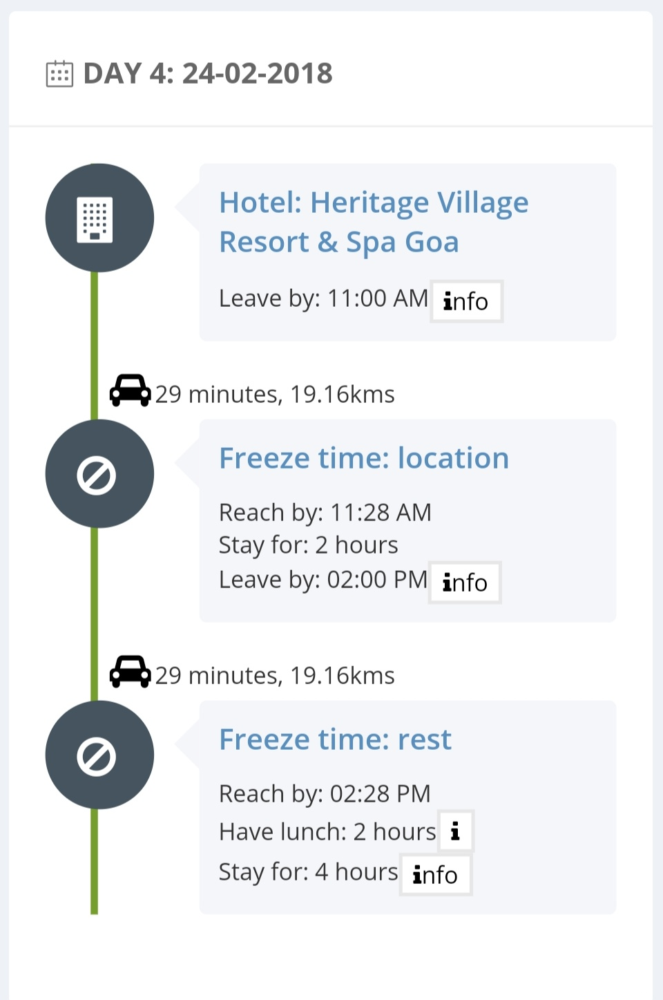 DAY 4: 24-02-2018
Hotel: Heritage Village
Resort & Spa Goa
Leave by: 11:00 AM info
29 minutes, 19.16kms
Freeze time: location
Reach by: 11:28 AM
Stay for: 2 hours
Leave by: 02:00 PM info
29 minutes, 19.16kms
Freeze time: rest
Reach by: 02:28 PM
Have lunch: 2 hours i
Stay for: 4 hours info